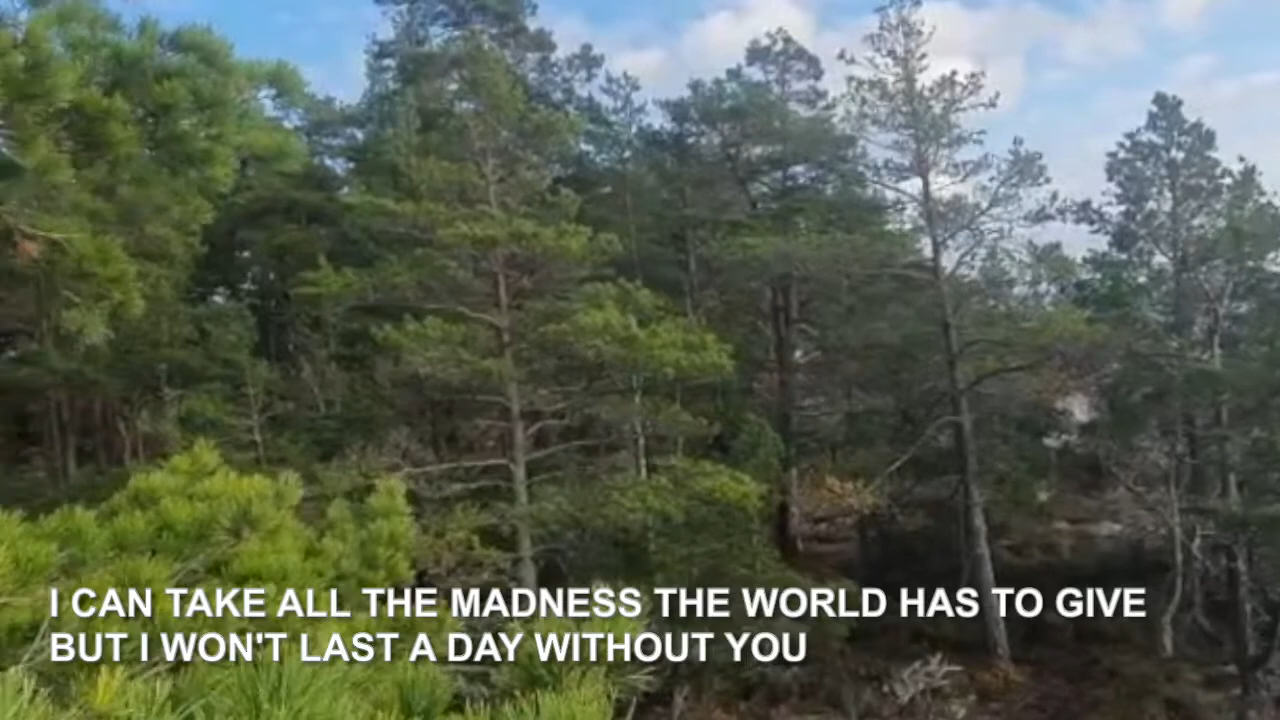 I CAN TAKE ALL THE MADNESS THE WORLD HAS TO GIVE
BUT I WON'T LAST A DAY WITHOUT YOU